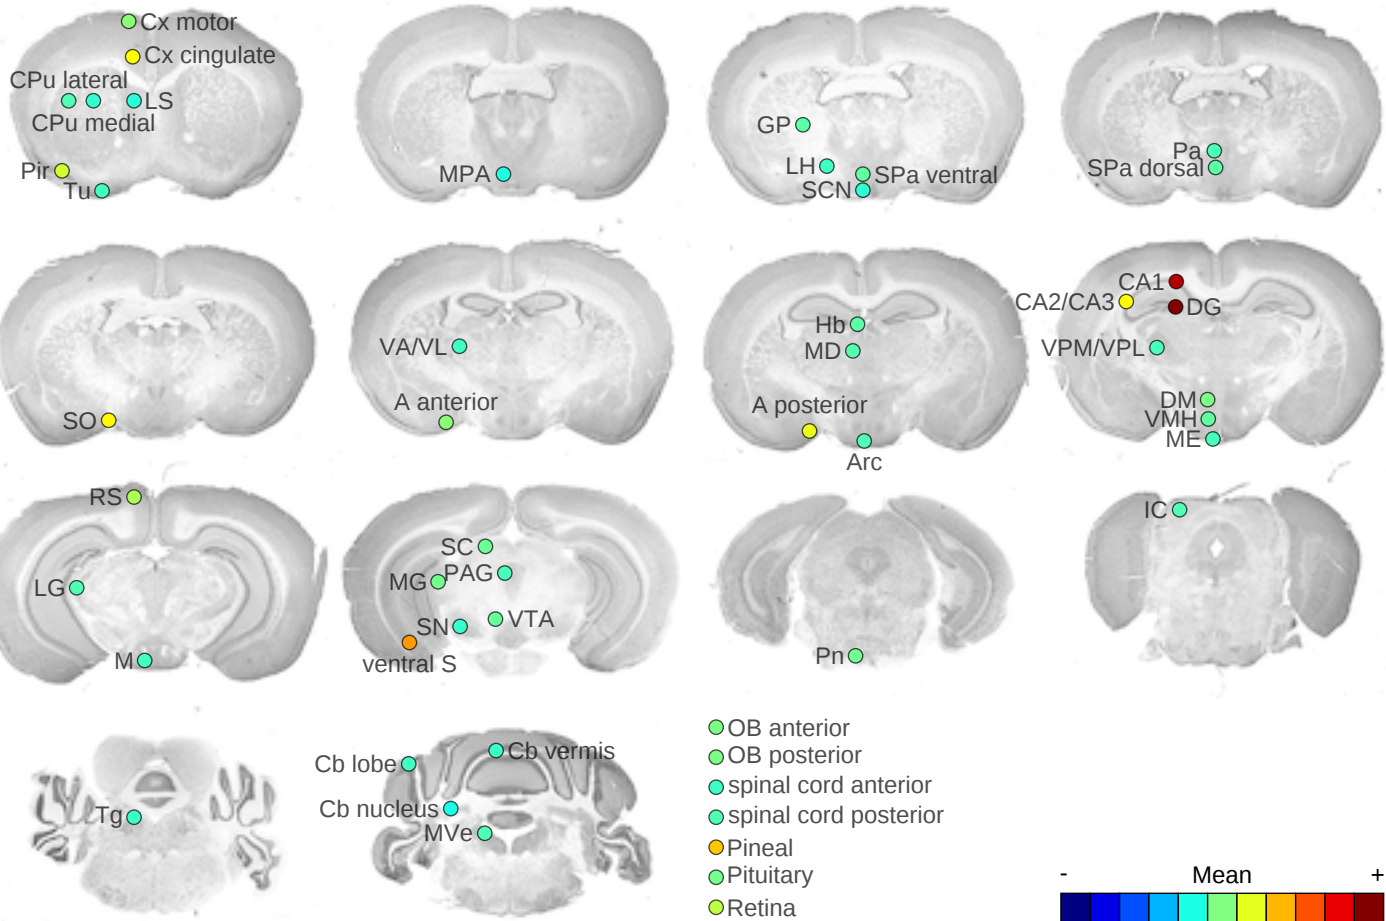 Cx motor
Cx cingulate
CPu lateral
LS
CPu medial
Pir
Tu
MPA
GP
LH
SPa ventral
SCN
Pa
SPa dorsal
SO
VA/VL
A anterior
Hb
MD
A posterior
Arc
CA1
CA2/CA3
DG
VPM/VPL
DM
VMH
ME
RS
LG
M
SC
MG
PAG
SN
VTA
ventral S
Pn
IC
Tg
Cb lobe
Cb vermis
Cb nucleus
MVe
OB anterior
OB posterior
spinal cord anterior
spinal cord posterior
Pineal
Pituitary
Retina
- Mean +